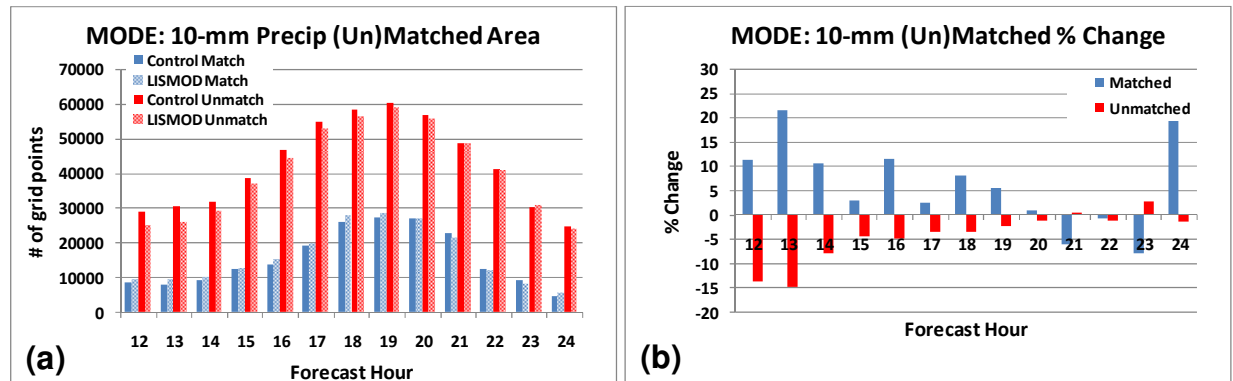 MODE: 10-mm Precip (Un)Matched Area
70000
60000
50000
40000
30000
20000
10000
0
# of grid points
Control Match
LISMOD Match
Control Unmatch
LISMOD Unmatch
12 13 14 15 16 17 18 19 20 21 22 23 24
Forecast Hour
(a)
MODE: 10-mm (Un)Matched % Change
30
25
20
15
10
5
0
-5
-10
-15
-20
% Change
Matched
Unmatched
12 13 14 15 16 17 18 19 20 21 22 23 24
Forecast Hour
(b)